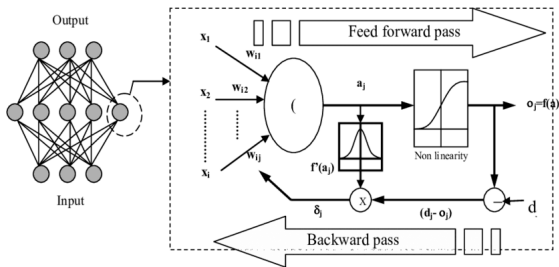 Output
Input
Feed forward pass
x1
wi1
x2
wi2
xi
wij
(
aj
oj=f(a)
Non linearity
f'(aj)
X
δj
(dj- oj)
_
d
Backward pass